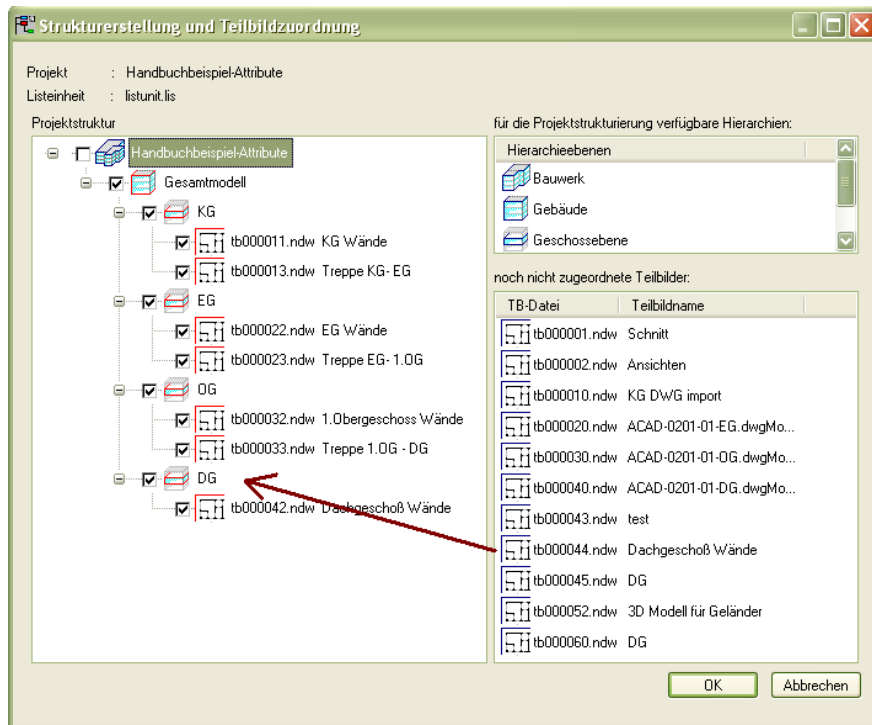 Strukturerstellung und Teilbildzuordnung
Projekt : Handbuchbeispiel-Attribute
Listeinheit : listunit.lis
Projektstruktur
Handbuchbeispiel-Attribute
Gesamtmodell
KG
tb000011.ndw KG Wände
tb000013.ndw Treppe KG- EG
EG
tb000022.ndw EG Wände
tb000023.ndw Treppe EG- 1.OG
OG
tb000032.ndw 1.Obergeschoss Wände
tb000033.ndw Treppe 1.OG - DG
DG
tb000042.ndw Dachgeschoß Wände
für die Projektstrukturierung verfügbare Hierarchien:
Hierarchieebenen
Bauwerk
Gebäude
Geschossebene
noch nicht zugeordnete Teilbilder:
TB-Datei Teilbildname
tb000001.ndw Schnitt
tb000002.ndw Ansichten
tb000010.ndw KG DWG import
tb000020.ndw ACAD-0201-01-EG.dwgMo...
tb000030.ndw ACAD-0201-01-OG.dwgMo...
tb000040.ndw ACAD-0201-01-DG.dwgMo...
tb000043.ndw test
tb000044.ndw Dachgeschoß Wände
tb000045.ndw DG
tb000052.ndw 3D Modell für Geländer
tb000060.ndw DG
OK Abbrechen